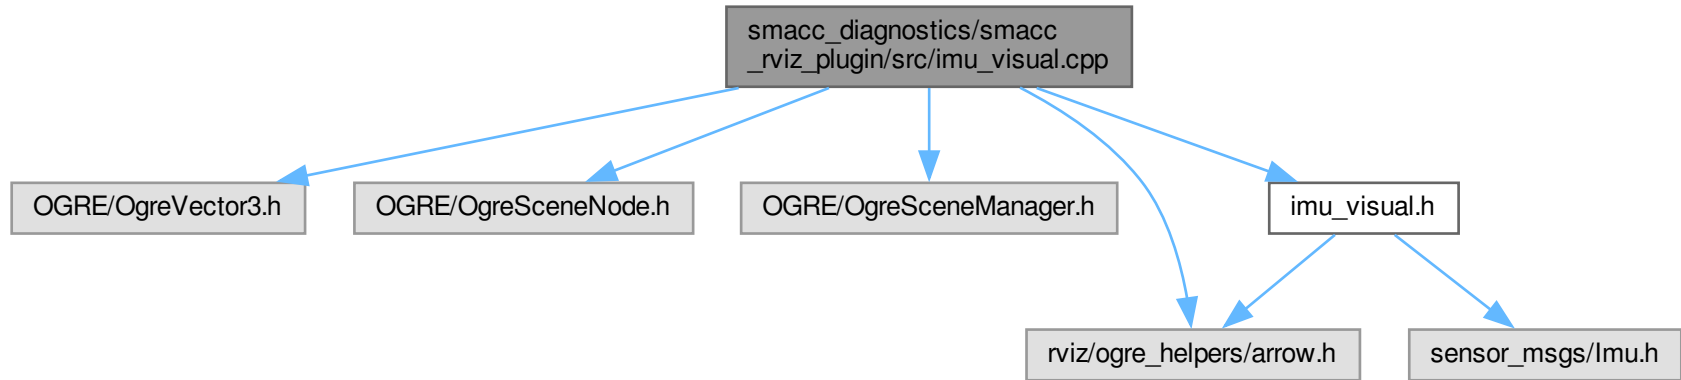 smacc_diagnostics/smacc
_rviz_plugin/src/imu_visual.cpp
OGRE/OgreVector3.h
OGRE/OgreSceneNode.h
OGRE/OgreSceneManager.h
imu_visual.h
rviz/ogre_helpers/arrow.h
sensor_msgs/Imu.h